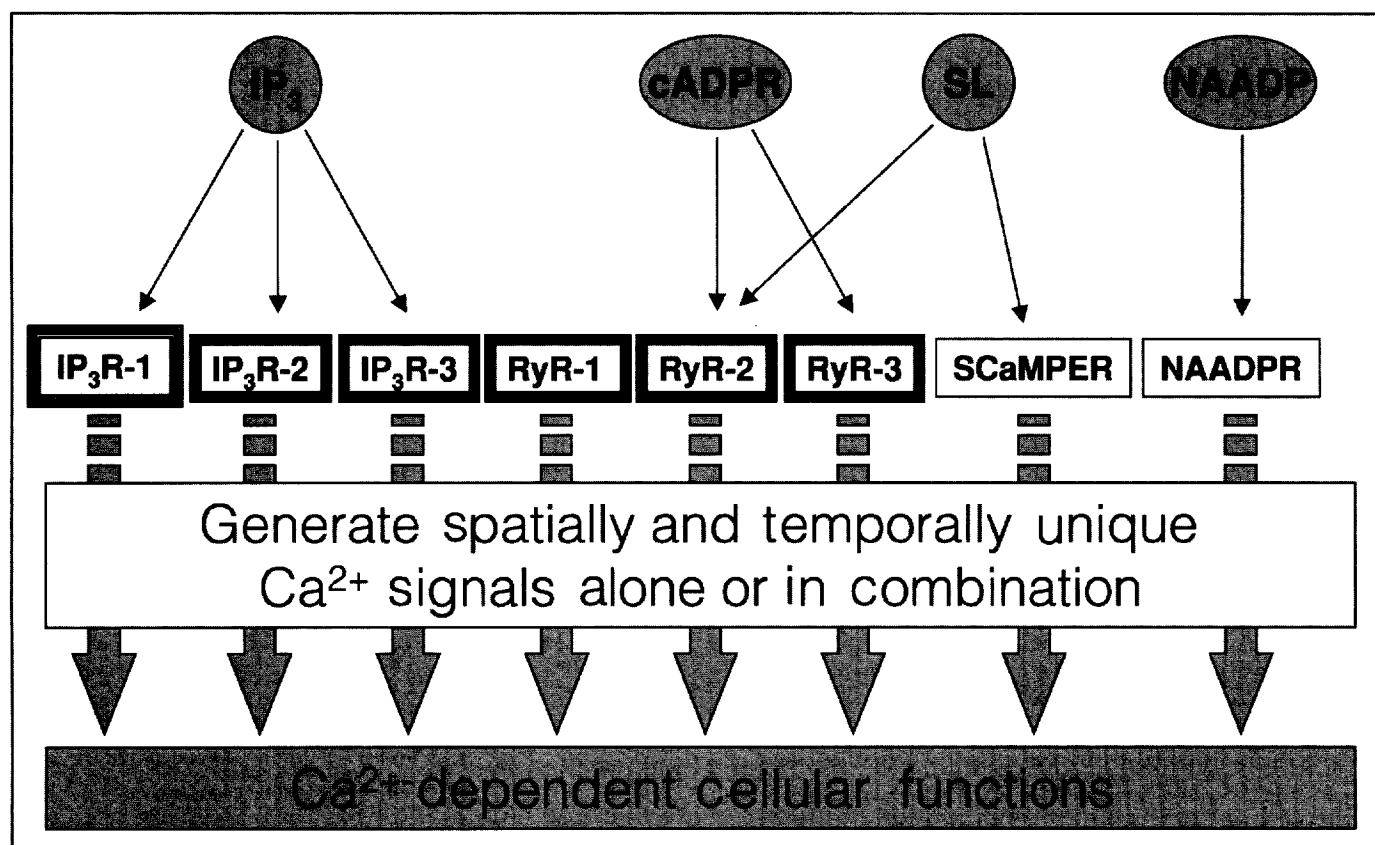 IP₃ cADPR SL NAADP
IP₃R-1 IP₃R-2 IP₃R-3 RyR-1 RyR-2 RyR-3 SCaMPER NAADPR
Generate spatially and temporally unique
Ca²⁺ signals alone or in combination
Ca²⁺-dependent cellular functions